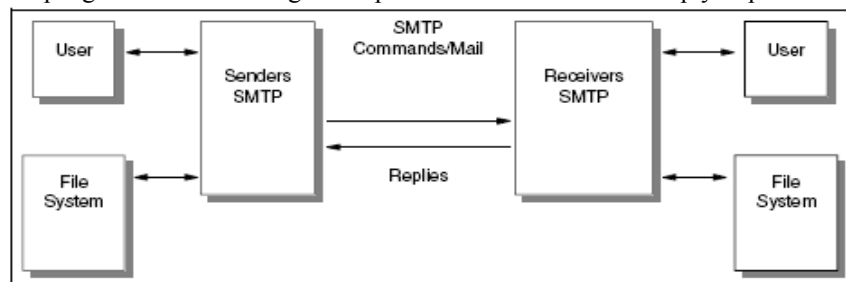 User
Senders
SMTP
SMTP
Commands/Mail
Receivers
SMTP
User
File
System
Replies
File
System